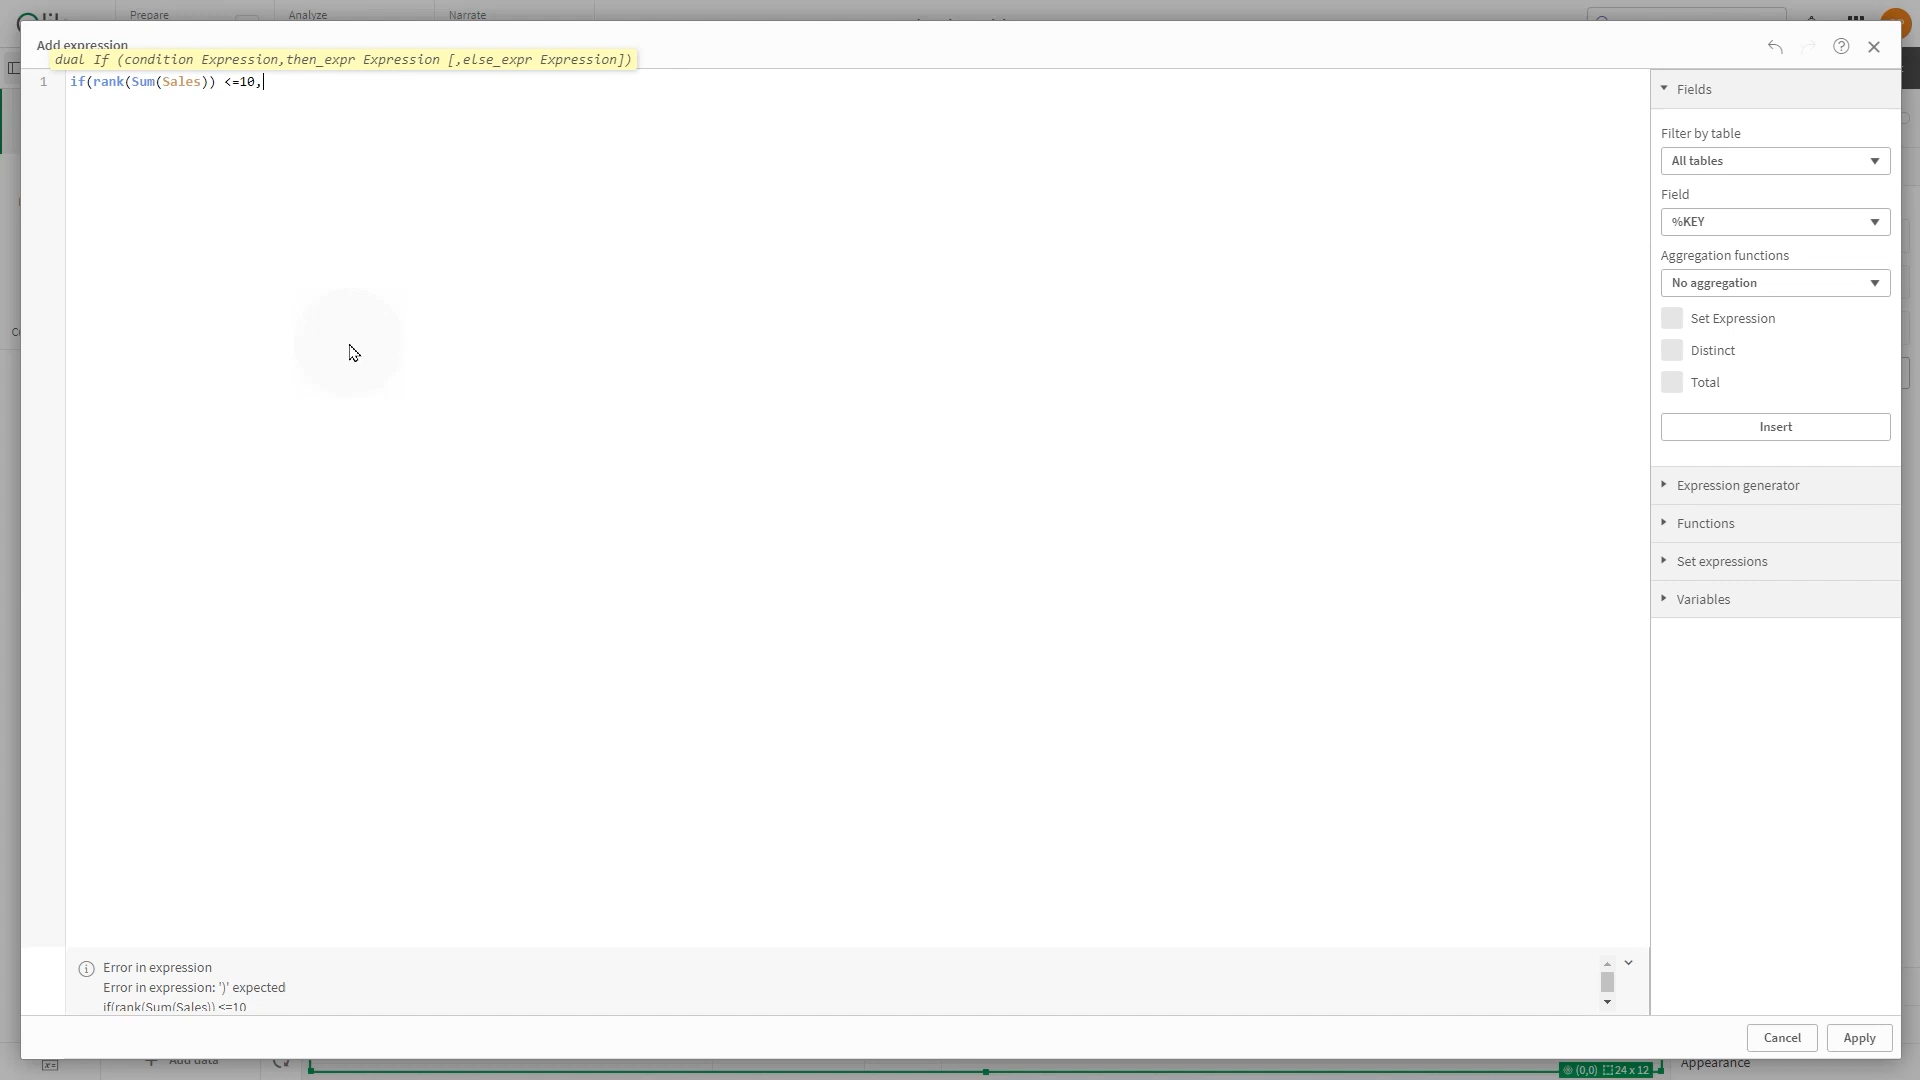 Prepare
Analyze
Narrate
Add expression
dual If (condition Expression,then_expr Expression [,else_expr Expression])
1
if(rank(Sum(Sales)) <=10,
Fields
Filter by table
All tables
Field
%KEY
Aggregation functions
No aggregation
Set Expression
Distinct
Total
Insert
Expression generator
Functions
Set expressions
Variables
Error in expression
Error in expression: ')' expected
if(rank(Sum(Sales)) <=10
Cancel
Apply
Add data
(0,0) 24 x 12
Appearance